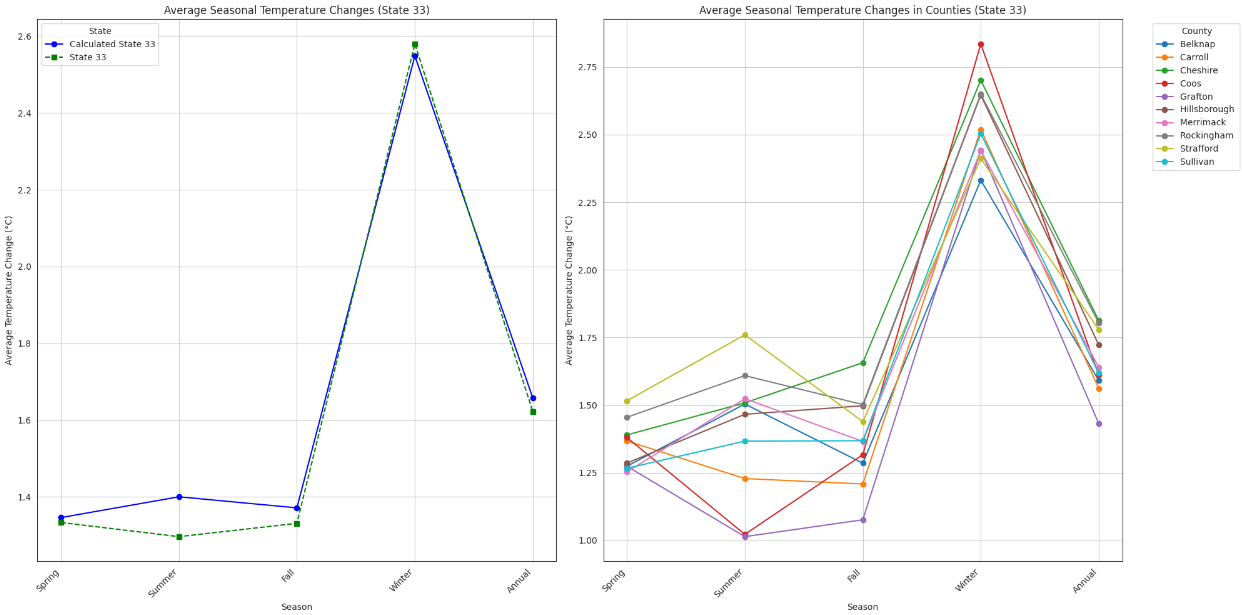 Average Seasonal Temperature Changes (State 33)
State
Calculated State 33
State 33
2.6
2.4
2.2
2.0
1.8
1.6
1.4
Average Temperature Change (°C)
Spring
Summer
Fall
Winter
Annual
Season
Average Seasonal Temperature Changes in Counties (State 33)
2.75
2.50
2.25
2.00
1.75
1.50
1.25
1.00
Average Temperature Change (°C)
Spring
Summer
Fall
Winter
Annual
Season
County
Belknap
Carroll
Cheshire
Coos
Grafton
Hillsborough
Merrimack
Rockingham
Strafford
Sullivan